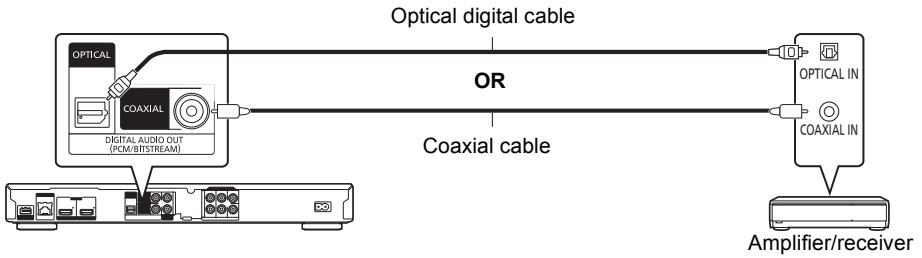 Optical digital cable
OPTICAL
OR
OPTICAL IN
COAXIAL
COAXIAL IN
DIGITAL AUDIO OUT
(PCM/BITSTREAM)
Coaxial cable
Amplifier/receiver